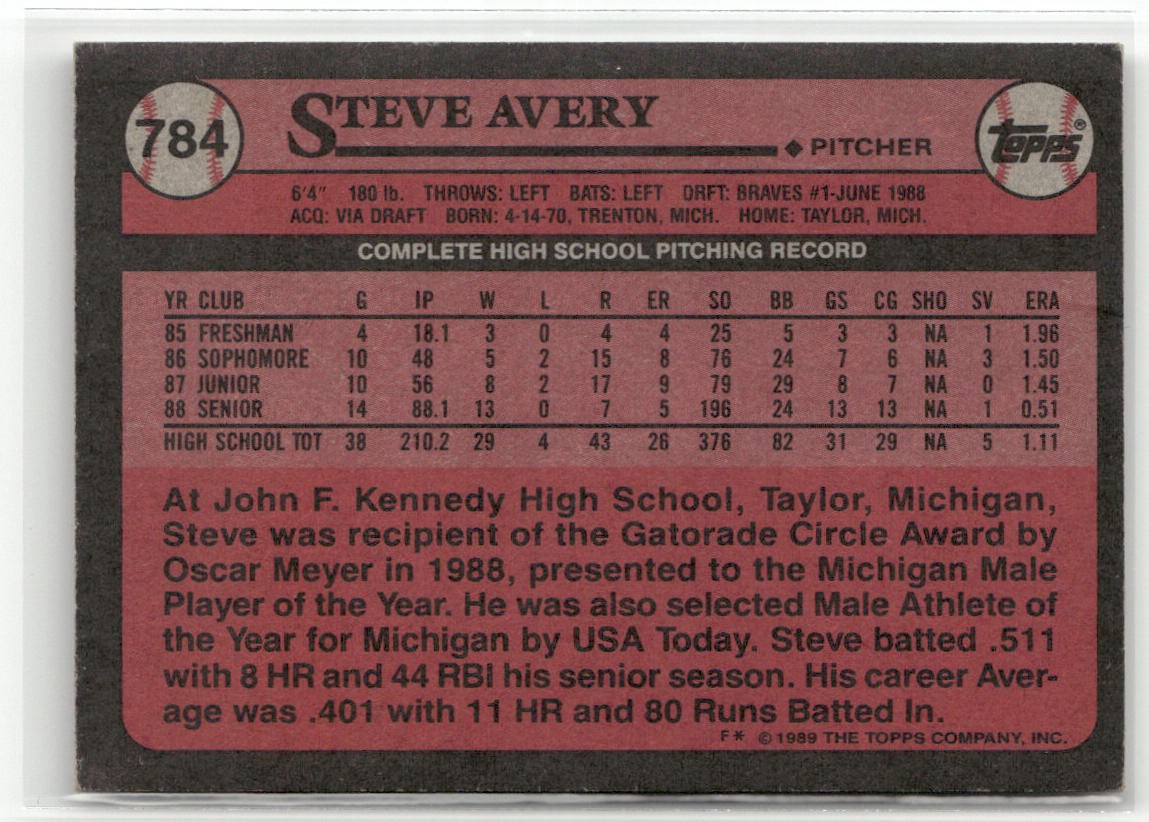 784
STEVE AVERY
◆ PITCHER
TOPPS®
6'4" 180 lb. THROWS: LEFT BATS: LEFT DRFT: BRAVES #1-JUNE 1988
ACQ: VIA DRAFT BORN: 4-14-70, TRENTON, MICH. HOME: TAYLOR, MICH.
COMPLETE HIGH SCHOOL PITCHING RECORD
YR CLUB G IP W L R ER SO BB GS CG SHO SV ERA
85 FRESHMAN 4 18.1 3 0 4 4 25 5 3 3 NA 1 1.96
86 SOPHOMORE 10 48 5 2 15 8 76 24 7 6 NA 3 1.50
87 JUNIOR 10 56 8 2 17 9 79 29 8 7 NA 0 1.45
88 SENIOR 14 88.1 13 0 7 5 196 24 13 13 NA 1 0.51
HIGH SCHOOL TOT 38 210.2 29 4 43 26 376 82 31 29 NA 5 1.11
At John F. Kennedy High School, Taylor, Michigan,
Steve was recipient of the Gatorade Circle Award by
Oscar Meyer in 1988, presented to the Michigan Male
Player of the Year. He was also selected Male Athlete of
the Year for Michigan by USA Today. Steve batted .511
with 8 HR and 44 RBI his senior season. His career Aver-
age was .401 with 11 HR and 80 Runs Batted In.
F* © 1989 THE TOPPS COMPANY, INC.